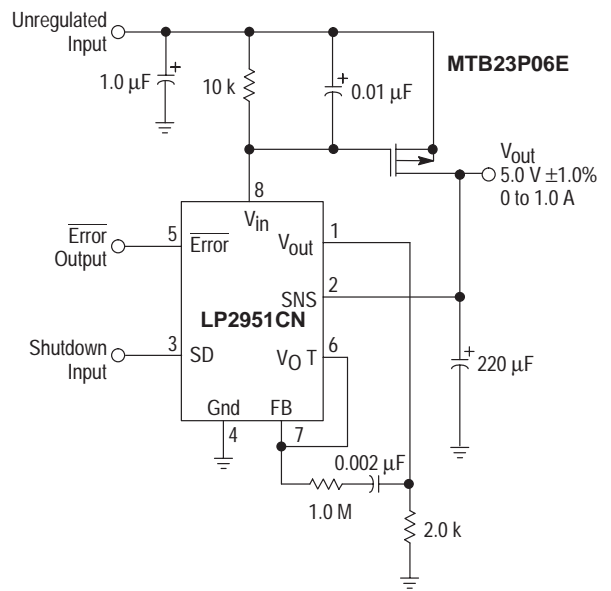 Unregulated
Input
MTB23P06E
1.0 µF
+
10 k
+
0.01 µF
Vout
5.0 V ±1.0%
0 to 1.0 A
8
Vin
Error
Output
5
Error
Vout
1
SNS
2
LP2951CN
Shutdown
Input
3
SD
VO T
6
+
220 µF
Gnd
FB
4
7
0.002 µF
1.0 M
2.0 k